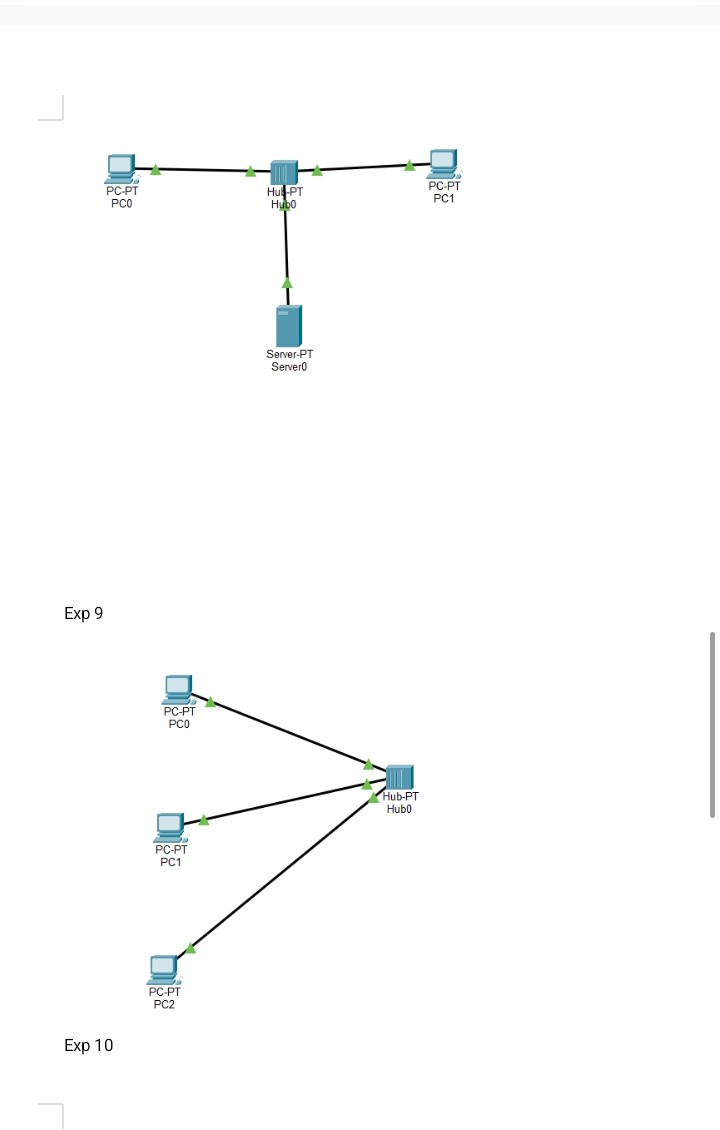 PC-PT
PC0
Hub-PT
Hub0
PC-PT
PC1
Server-PT
Server0
Exp 9
PC-PT
PC0
Hub-PT
Hub0
PC-PT
PC1
PC-PT
PC2
Exp 10